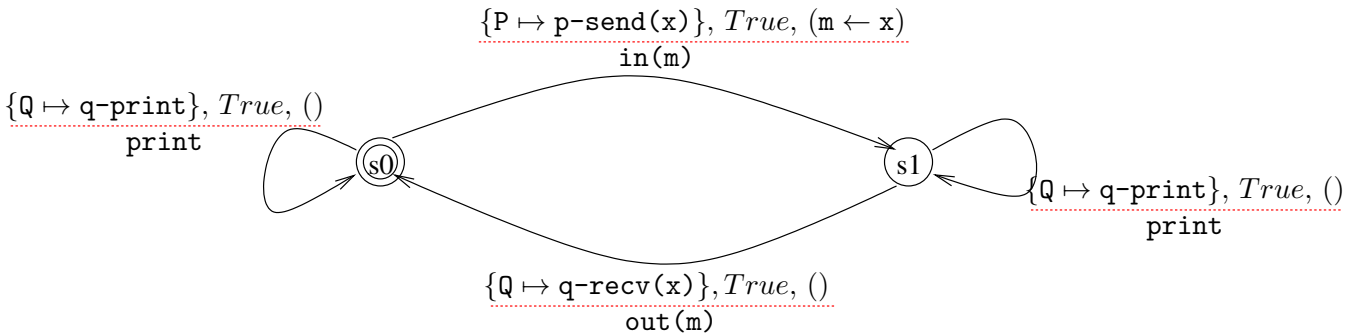 {P ↦ p-send(x)}, True, (m ← x)
in(m)
{Q ↦ q-print}, True, ()
print
s0
s1
{Q ↦ q-print}, True, ()
print
{Q ↦ q-recv(x)}, True, ()
out(m)